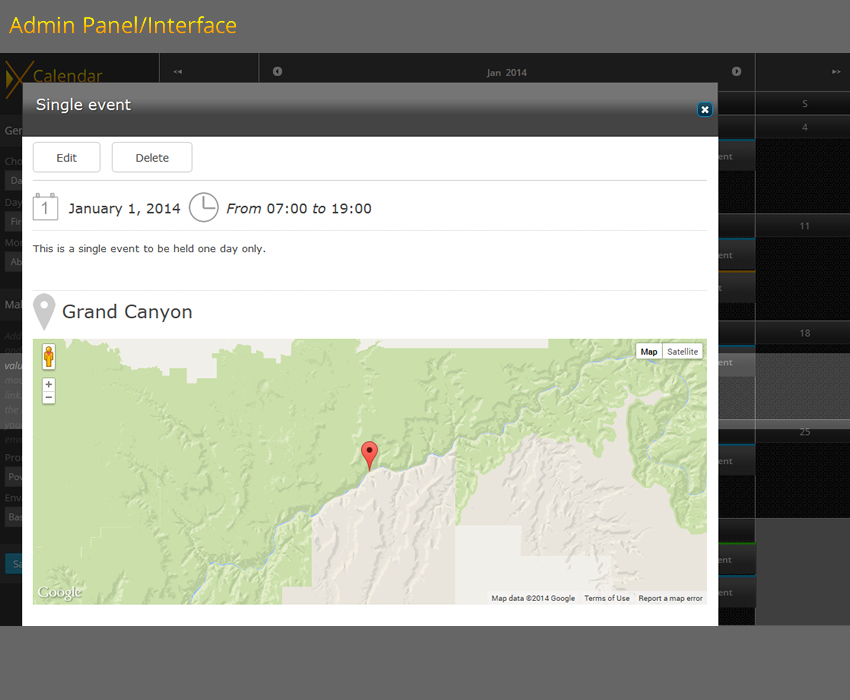 Admin Panel/Interface
Calendar
Jan 2014
Single event
5
4
Edit
Delete
1
January 1, 2014
From 07:00 to 19:00
This is a single event to be held one day only.
11
Grand Canyon
18
Map
Satellite
+
−
25
Google
Map data ©2014 Google
Terms of Use
Report a map error